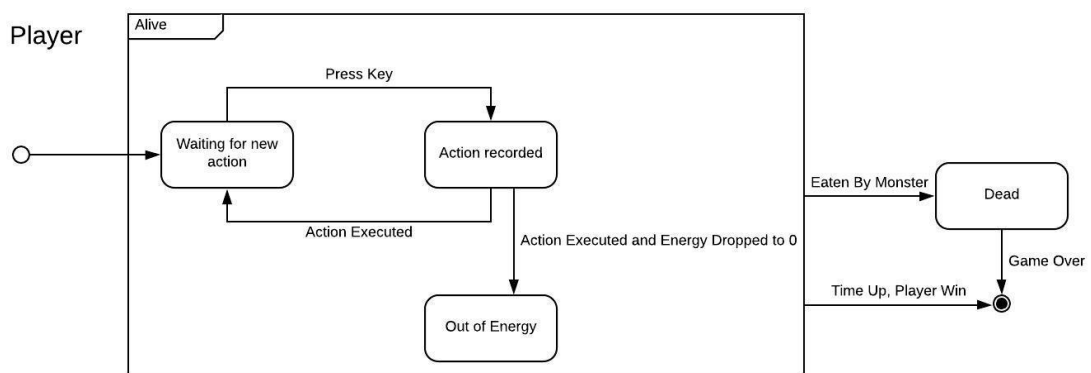 Alive
Player
Press Key
Waiting for new
action
Action recorded
Eaten By Monster
Dead
Action Executed
Action Executed and Energy Dropped to 0
Game Over
Time Up, Player Win
Out of Energy